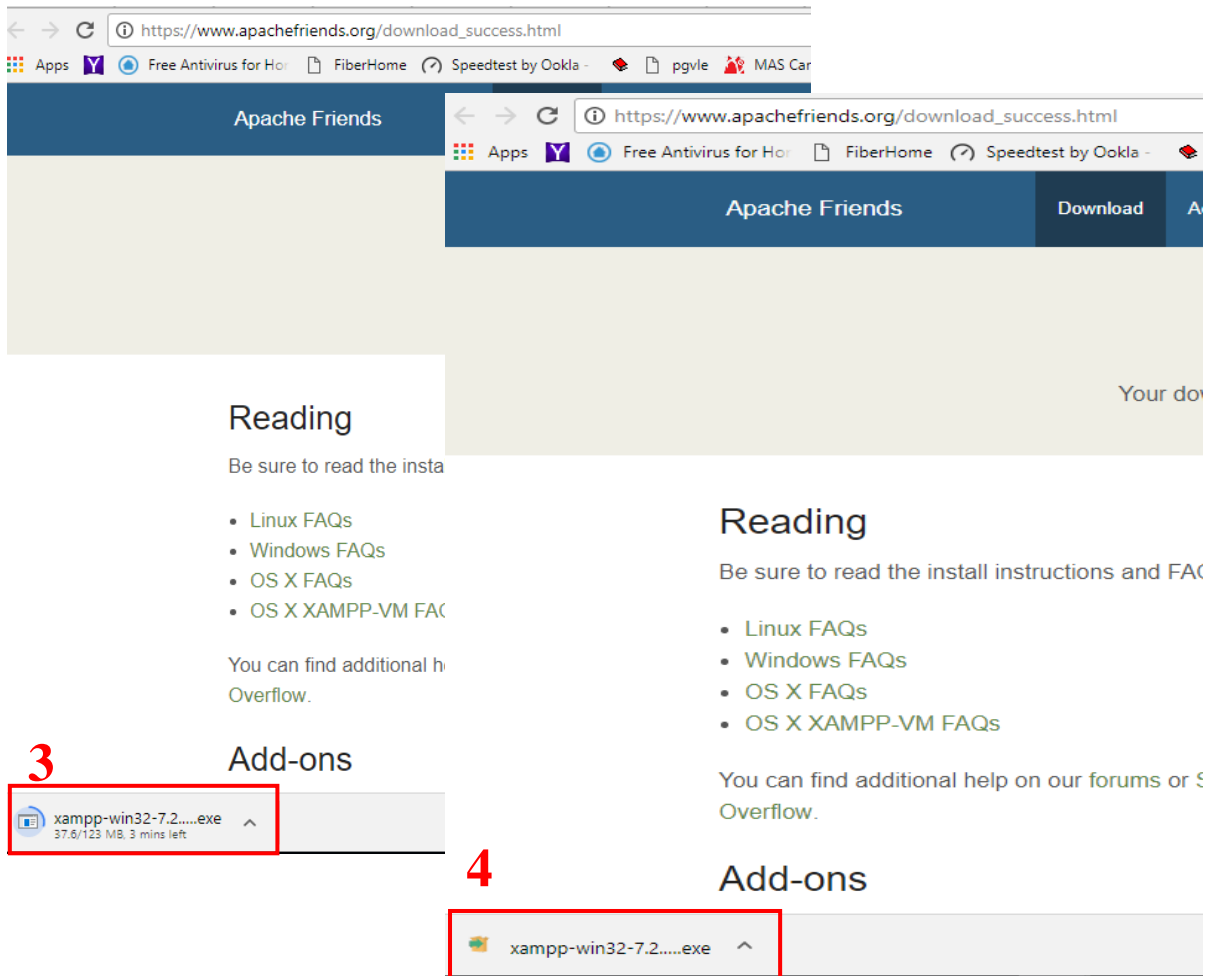 https://www.apachefriends.org/download_success.html
Apps Free Antivirus for Hor FiberHome Speedtest by Ookla - pgvle MAS Car
Apache Friends
Reading
Be sure to read the insta
• Linux FAQs
• Windows FAQs
• OS X FAQs
• OS X XAMPP-VM FAQ
You can find additional h
Overflow.
3
Add-ons
xampp-win32-7.2.....exe
37.6/123 MB, 3 mins left
https://www.apachefriends.org/download_success.html
Apps Free Antivirus for Hor FiberHome Speedtest by Ookla -
Apache Friends Download A
Your do
Reading
Be sure to read the install instructions and FAQ
• Linux FAQs
• Windows FAQs
• OS X FAQs
• OS X XAMPP-VM FAQs
You can find additional help on our forums or S
Overflow.
4
Add-ons
xampp-win32-7.2.....exe